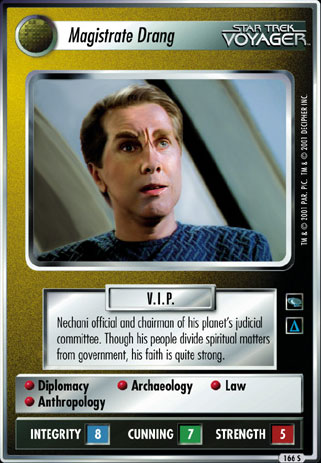 Magistrate Drang
STAR TREK
VOYAGER™
TM & © 2001 PAR. P.C. TM & © 2001 DECIPHER INC.
V.I.P.
Nechani official and chairman of his planet's judicial
committee. Though his people divide spiritual matters
from government, his faith is quite strong.
Diplomacy Archaeology Law
Anthropology
INTEGRITY 8 CUNNING 7 STRENGTH 5
166 S